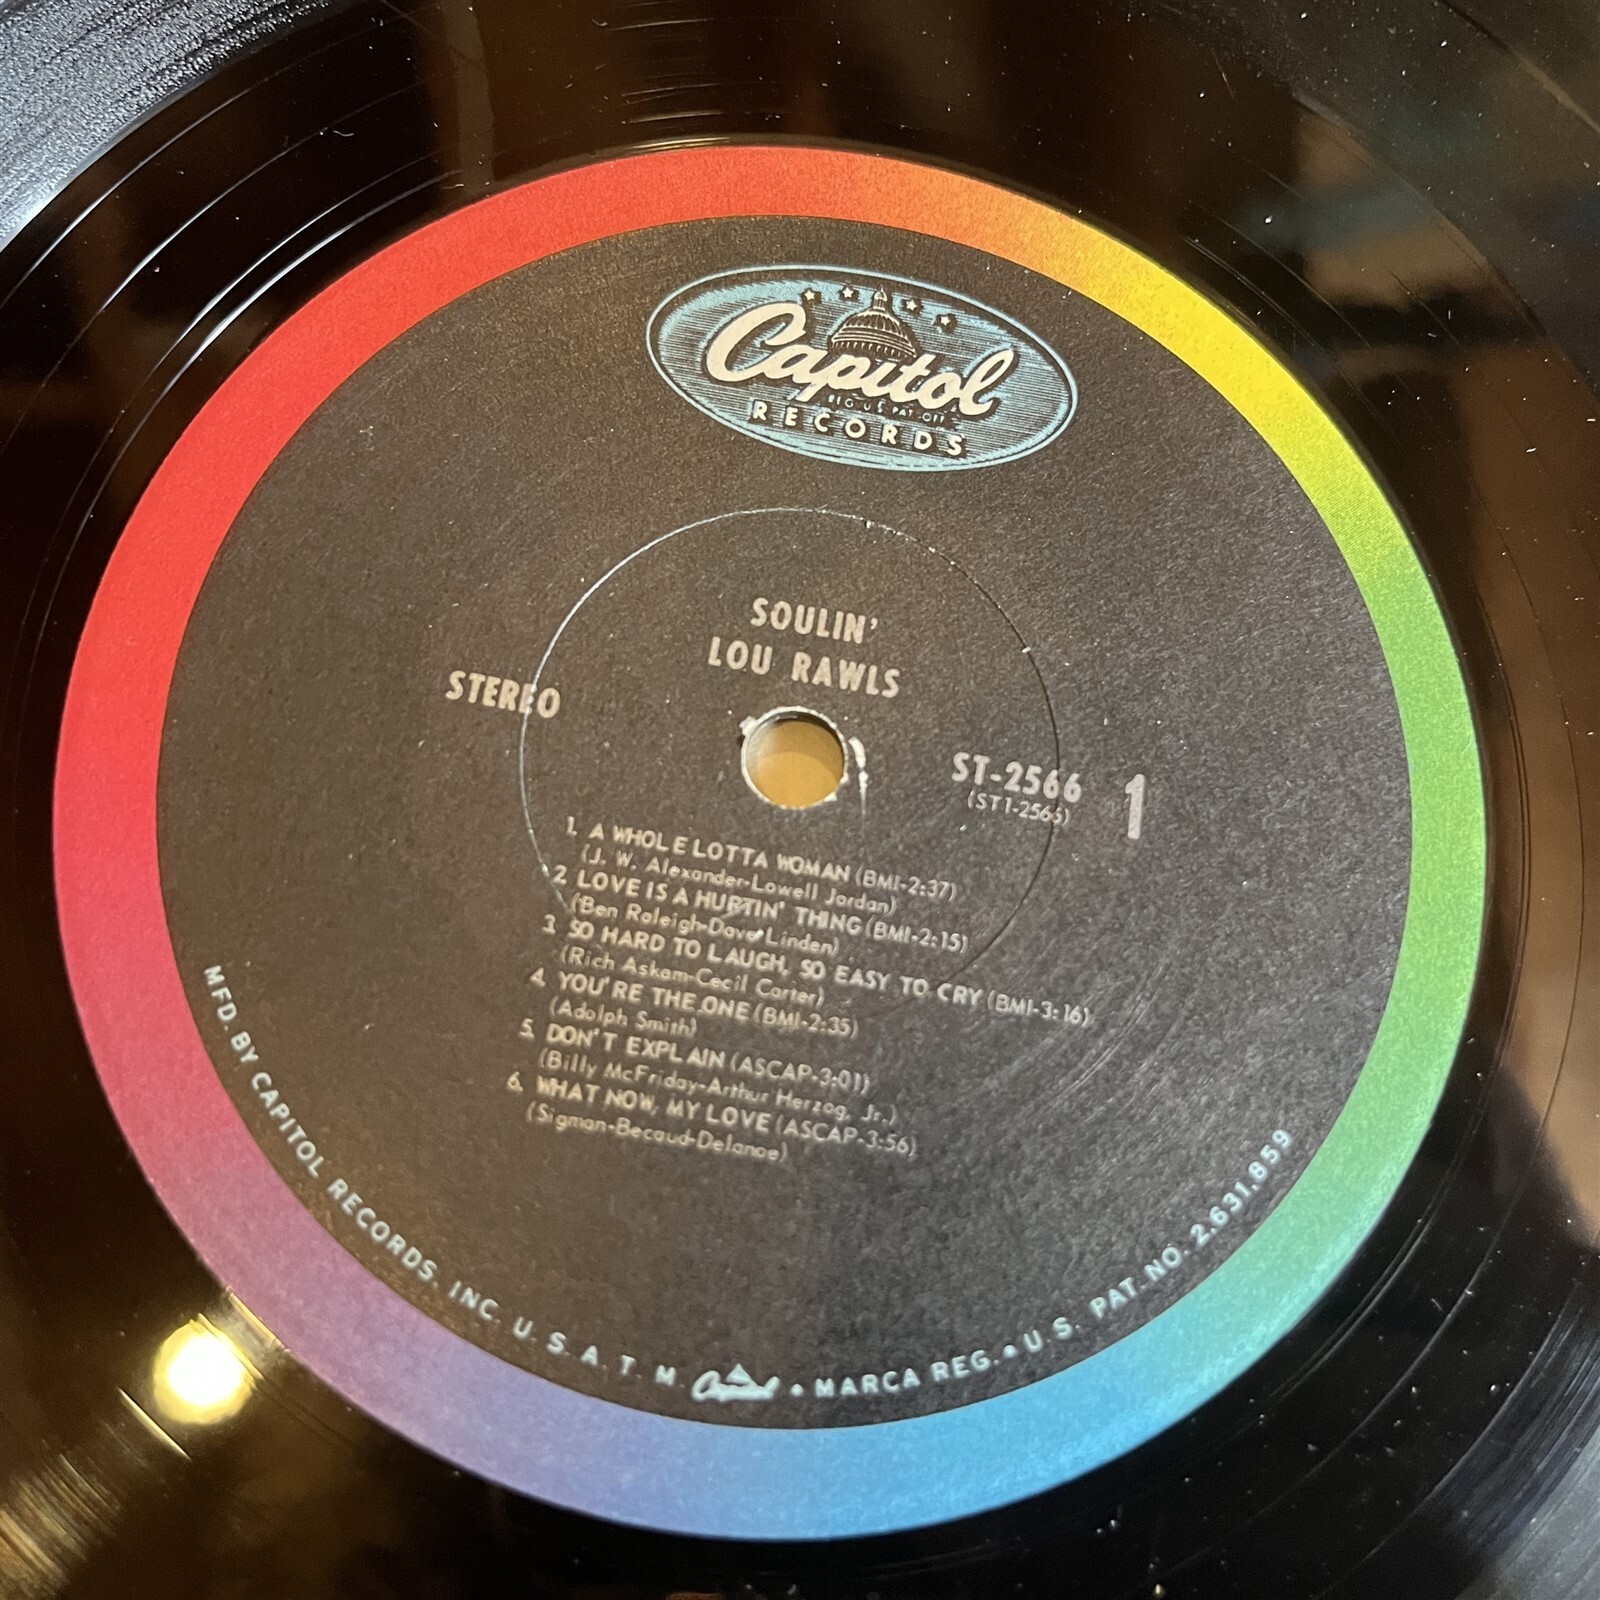 Capitol
REG. U.S. PAT. OFF.
RECORDS
SOULIN'
LOU RAWLS
STEREO
ST-2566 1
(ST1-2566)
1. A WHOLE LOTTA WOMAN (BMI-2:37)
(J. W. Alexander-Lowell Jordan)
2. LOVE IS A HURTIN' THING (BMI-2:15)
(Ben Raleigh-Dave Linden)
3. SO HARD TO LAUGH, SO EASY TO CRY (BMI-3:16)
(Rich Askam-Cecil Carter)
4. YOU'RE THE ONE (BMI-2:35)
(Adolph Smith)
5. DON'T EXPLAIN (ASCAP-3:01)
(Billy McFriday-Arthur Herzog, Jr.)
6. WHAT NOW, MY LOVE (ASCAP-3:56)
(Sigman-Becaud-Delanoe)
MFD. BY CAPITOL RECORDS, INC. U. S. A. T. M. Capitol • MARCA REG. • U.S. PAT. NO. 2,631,859